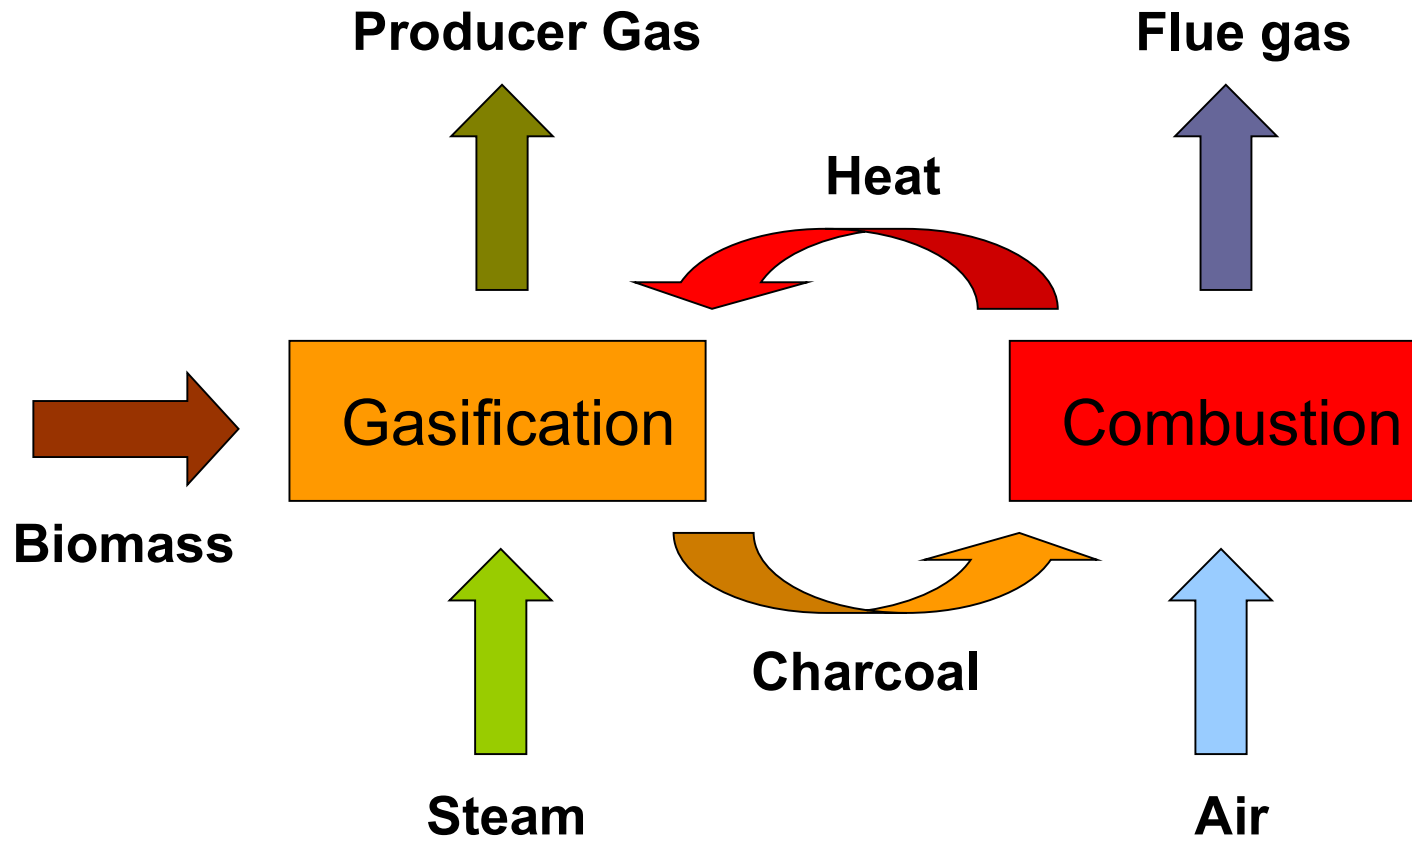 Producer Gas
Flue gas
Heat
Gasification
Combustion
Biomass
Charcoal
Steam
Air